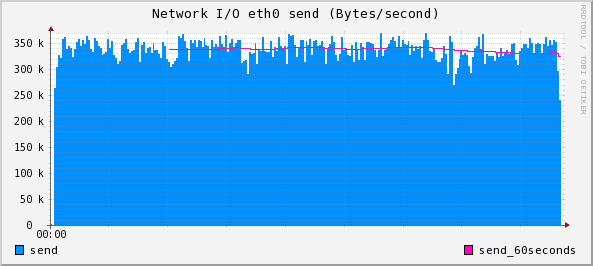 Network I/O eth0 send (Bytes/second)
RRDTOOL / TOBI OETIKER
350 k
300 k
250 k
200 k
150 k
100 k
50 k
0
00:00
send
send_60seconds